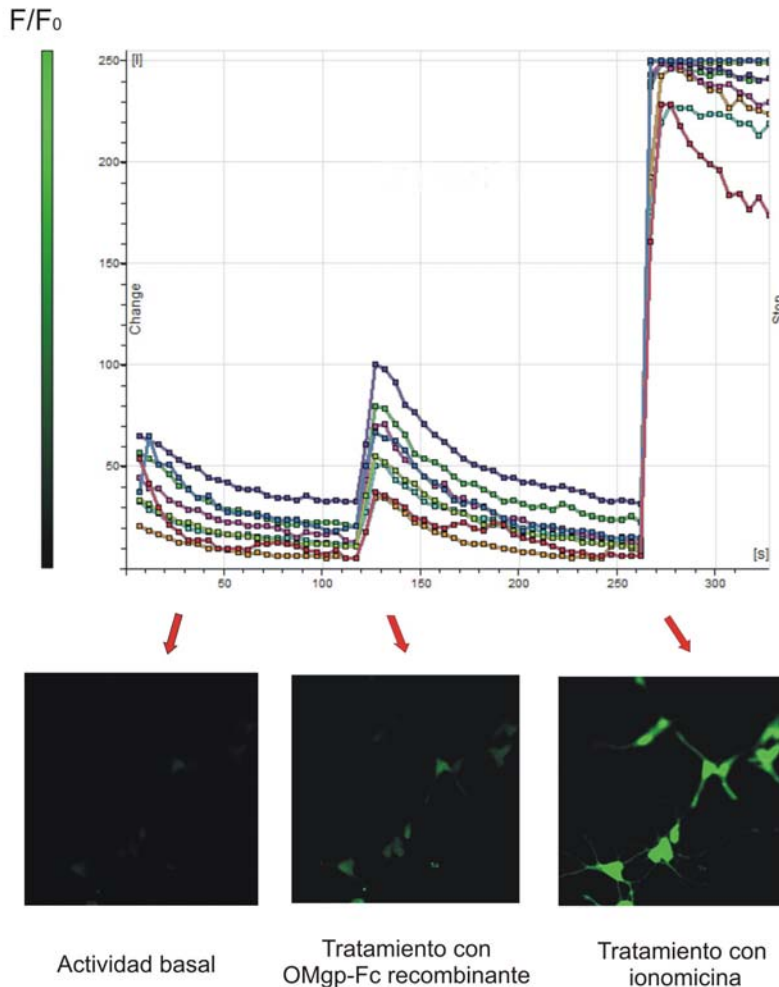 F/F₀
250
[I]
200
150
100
50
Change
Stop
[s]
50
100
150
200
250
300
Actividad basal
Tratamiento con
OMgp-Fc recombinante
Tratamiento con
ionomicina